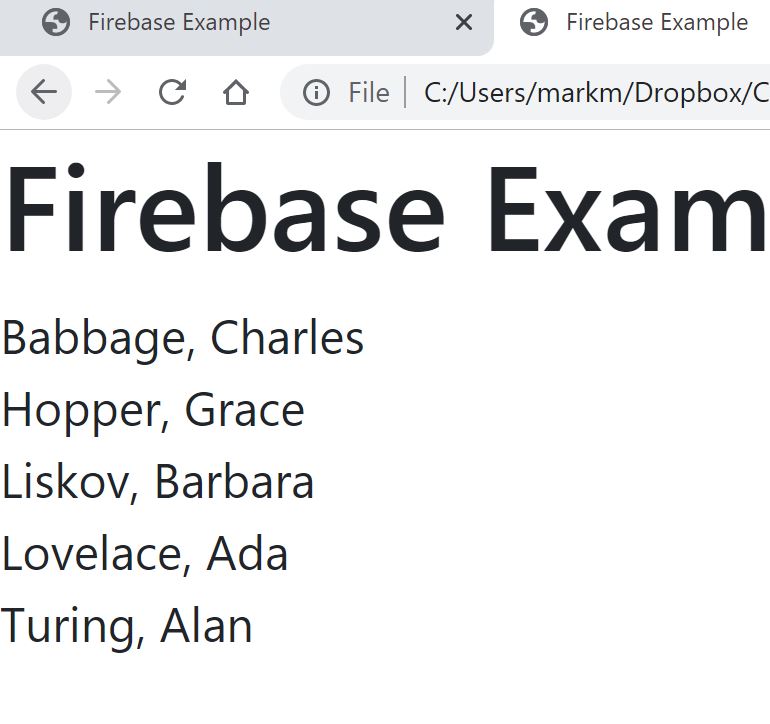 Firebase Example Firebase Example
File C:/Users/markm/Dropbox/C
Firebase Exam
Babbage, Charles
Hopper, Grace
Liskov, Barbara
Lovelace, Ada
Turing, Alan